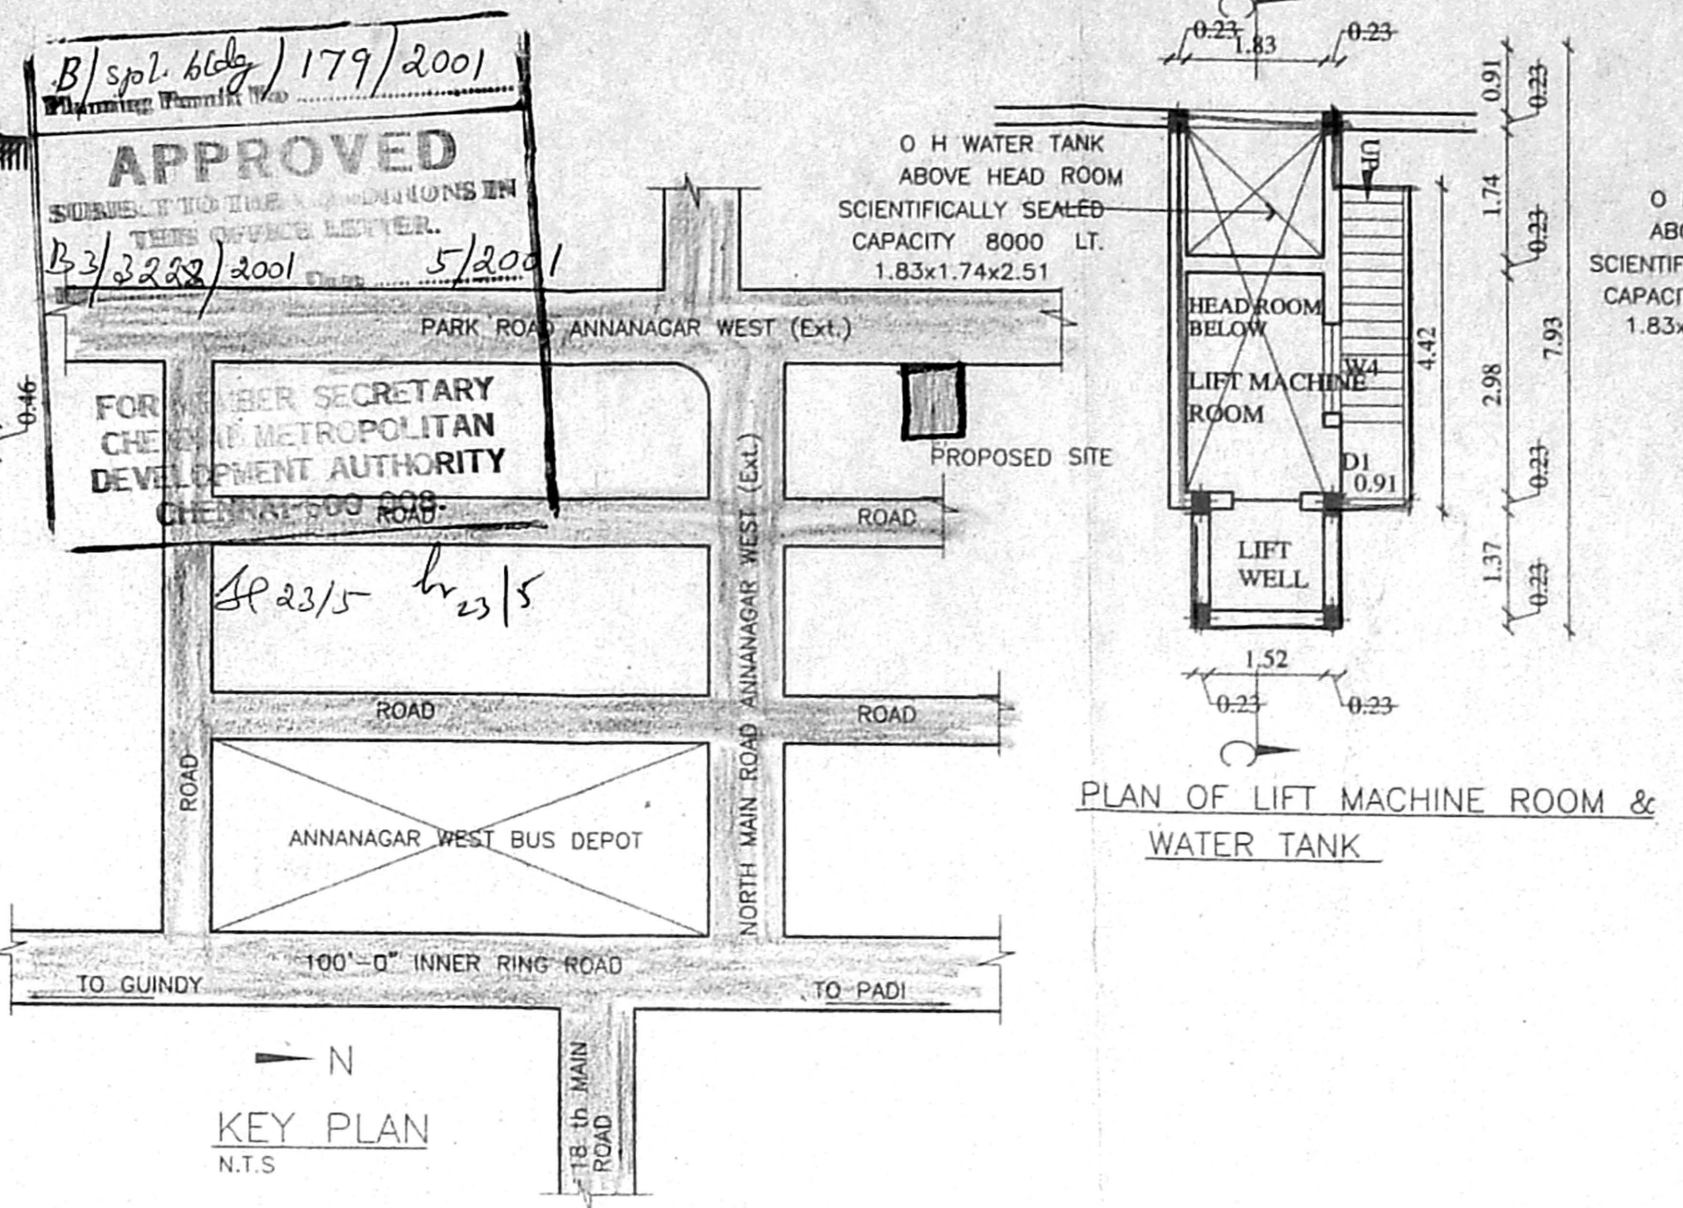 B/spl. bldg/179/2001
Planning Permit No
APPROVED
SUBJECT TO THE CONDITIONS IN
THIS OFFICE LETTER.
B3/3228/2001 Date 5/2001
FOR MEMBER SECRETARY
CHENNAI METROPOLITAN
DEVELOPMENT AUTHORITY
CHENNAI-600 008.
23/5
23/5
0.46
PARK ROAD ANNANAGAR WEST (Ext.)
PROPOSED SITE
ROAD
ROAD
ROAD
ROAD
ROAD
NORTH MAIN ROAD ANNANAGAR WEST (Ext.)
ANNANAGAR WEST BUS DEPOT
100'-0" INNER RING ROAD
TO GUINDY
TO PADI
18 th MAIN
ROAD
N
KEY PLAN
N.T.S
O H WATER TANK
ABOVE HEAD ROOM
SCIENTIFICALLY SEALED
CAPACITY 8000 LT.
1.83x1.74x2.51
0.23
1.83
0.23
UP
HEAD ROOM
BELOW
LIFT MACHINE
ROOM
W4
D1
0.91
LIFT
WELL
4.42
0.91
0.23
1.74
0.23
2.98
0.23
1.37
0.23
7.93
1.52
0.23
0.23
C
PLAN OF LIFT MACHINE ROOM &
WATER TANK
O
ABO
SCIENTIF
CAPACIT
1.83x